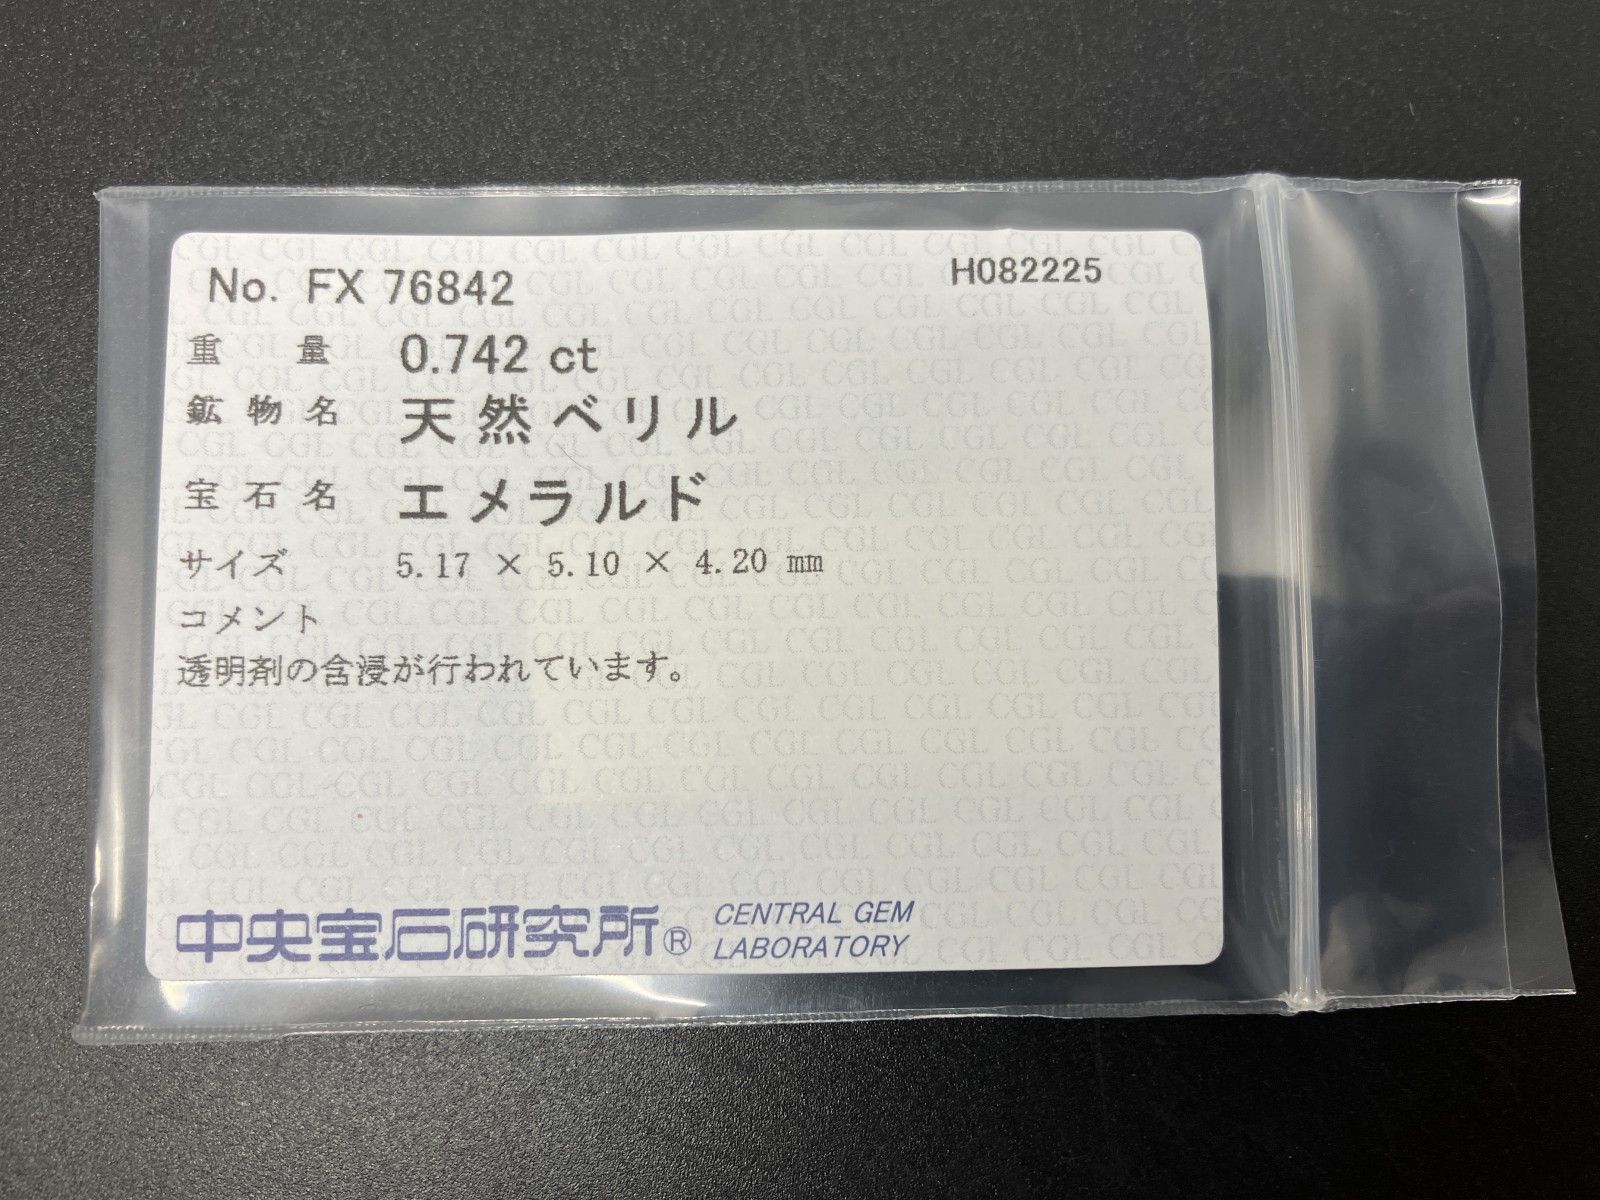 No. FX 76842 H082225
重量 0.742 ct
鉱物名 天然ベリル
宝石名 エメラルド
サイズ 5.17 × 5.10 × 4.20 mm
コメント
透明剤の含浸が行われています。
中央宝石研究所® CENTRAL GEM
LABORATORY